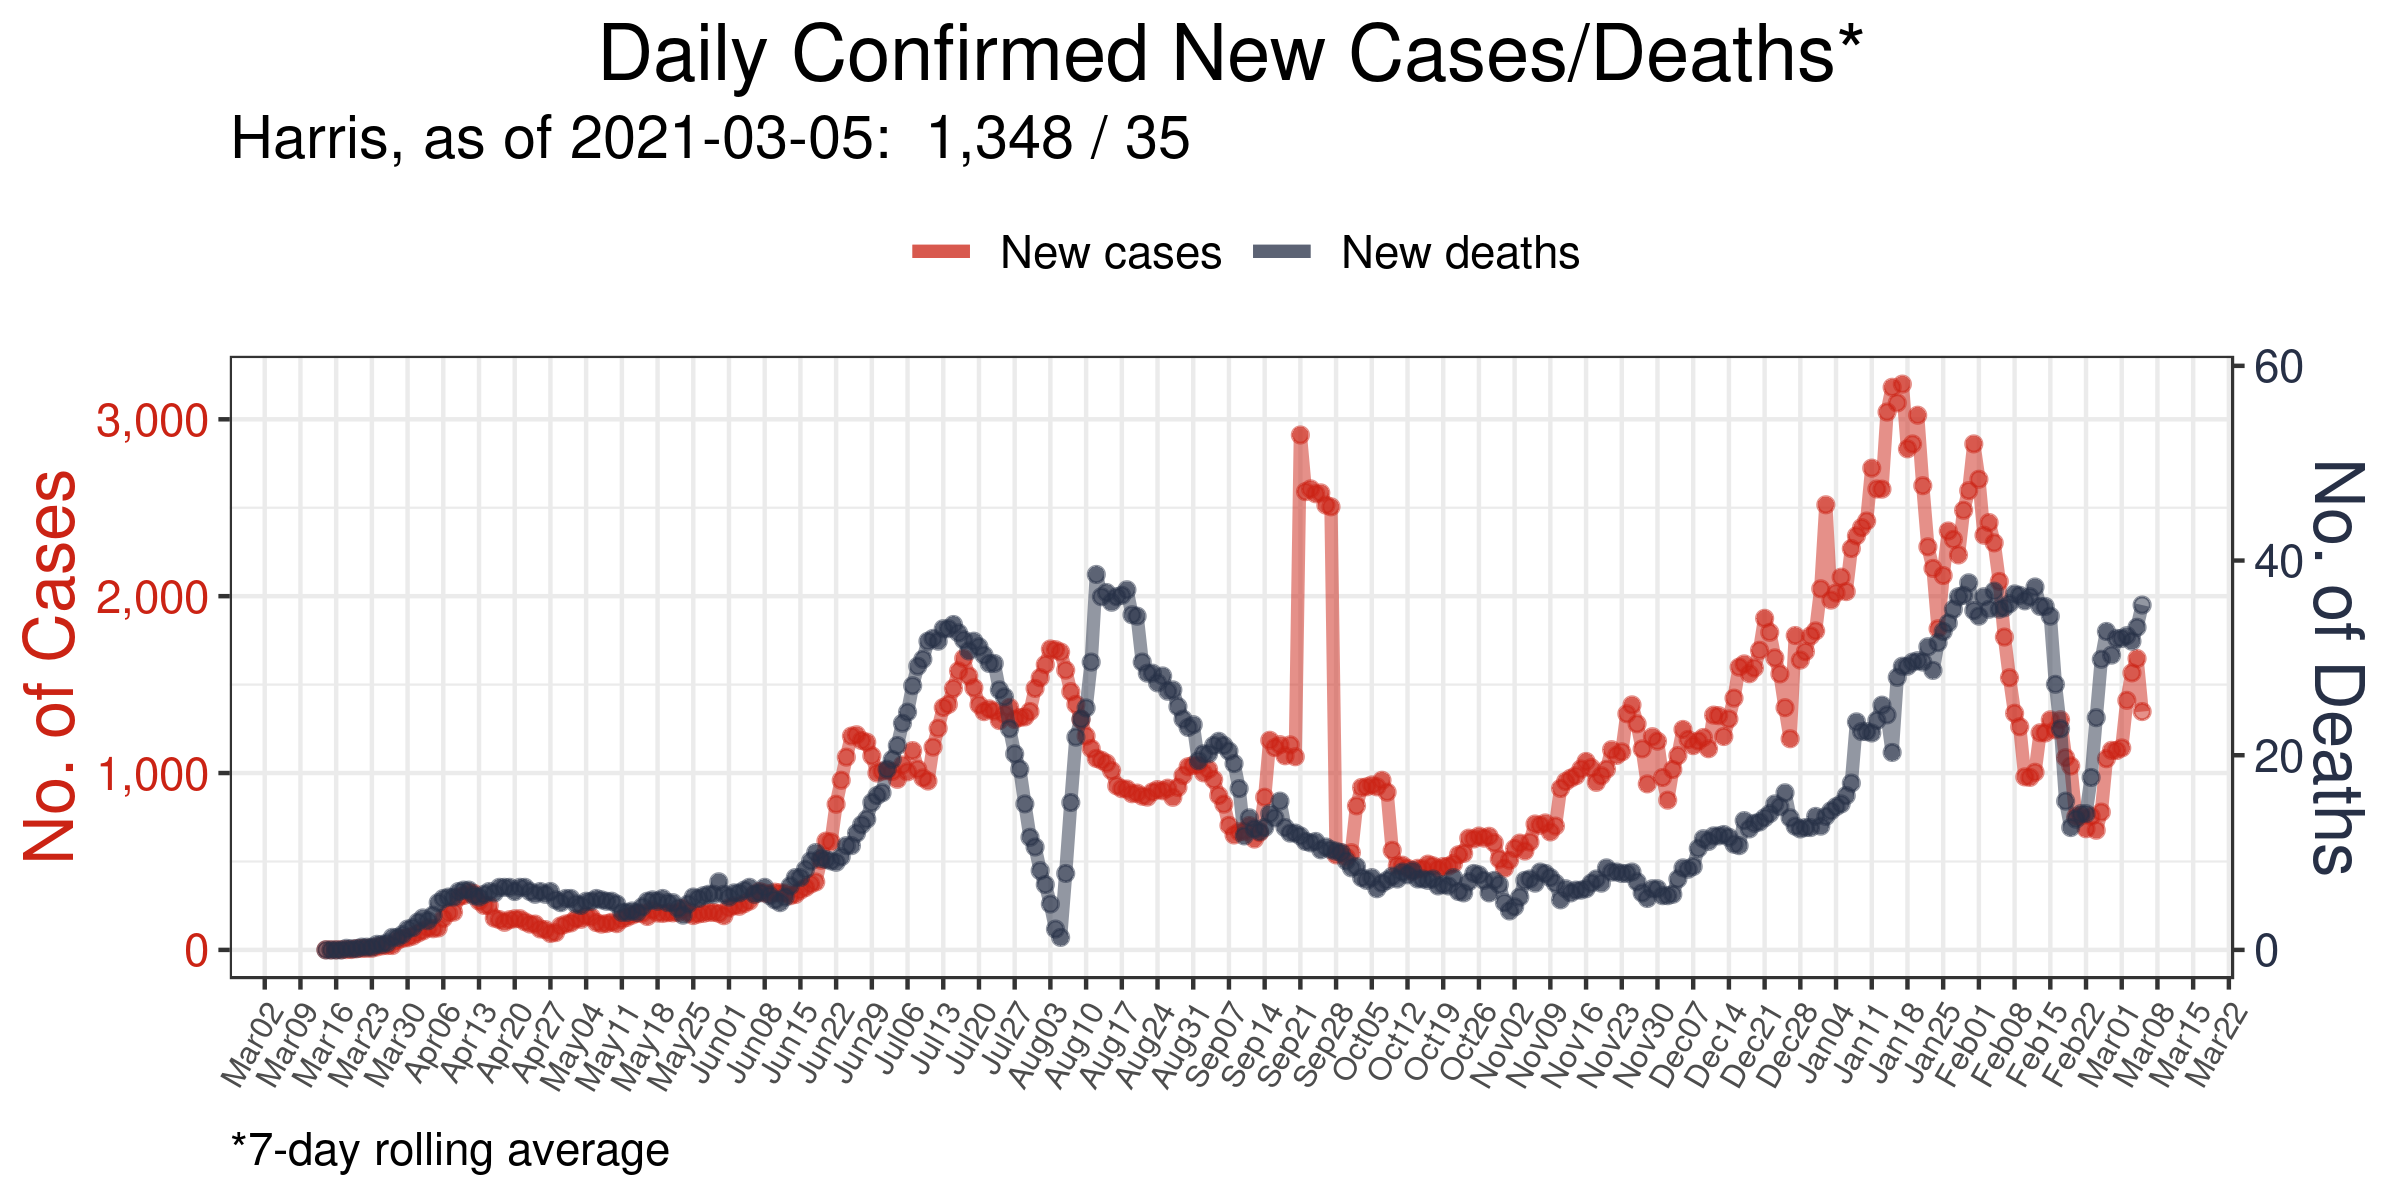 Daily Confirmed New Cases/Deaths*
Harris, as of 2021-03-05:  1,348 / 35
New cases
New deaths
No. of Cases
3,000
2,000
1,000
0
60
40
20
0
No. of Deaths
Mar02
Mar09
Mar16
Mar23
Mar30
Apr06
Apr13
Apr20
Apr27
May04
May11
May18
May25
Jun01
Jun08
Jun15
Jun22
Jun29
Jul06
Jul13
Jul20
Jul27
Aug03
Aug10
Aug17
Aug24
Aug31
Sep07
Sep14
Sep21
Sep28
Oct05
Oct12
Oct19
Oct26
Nov02
Nov09
Nov16
Nov23
Nov30
Dec07
Dec14
Dec21
Dec28
Jan04
Jan11
Jan18
Jan25
Feb01
Feb08
Feb15
Feb22
Mar01
Mar08
Mar15
Mar22
*7-day rolling average